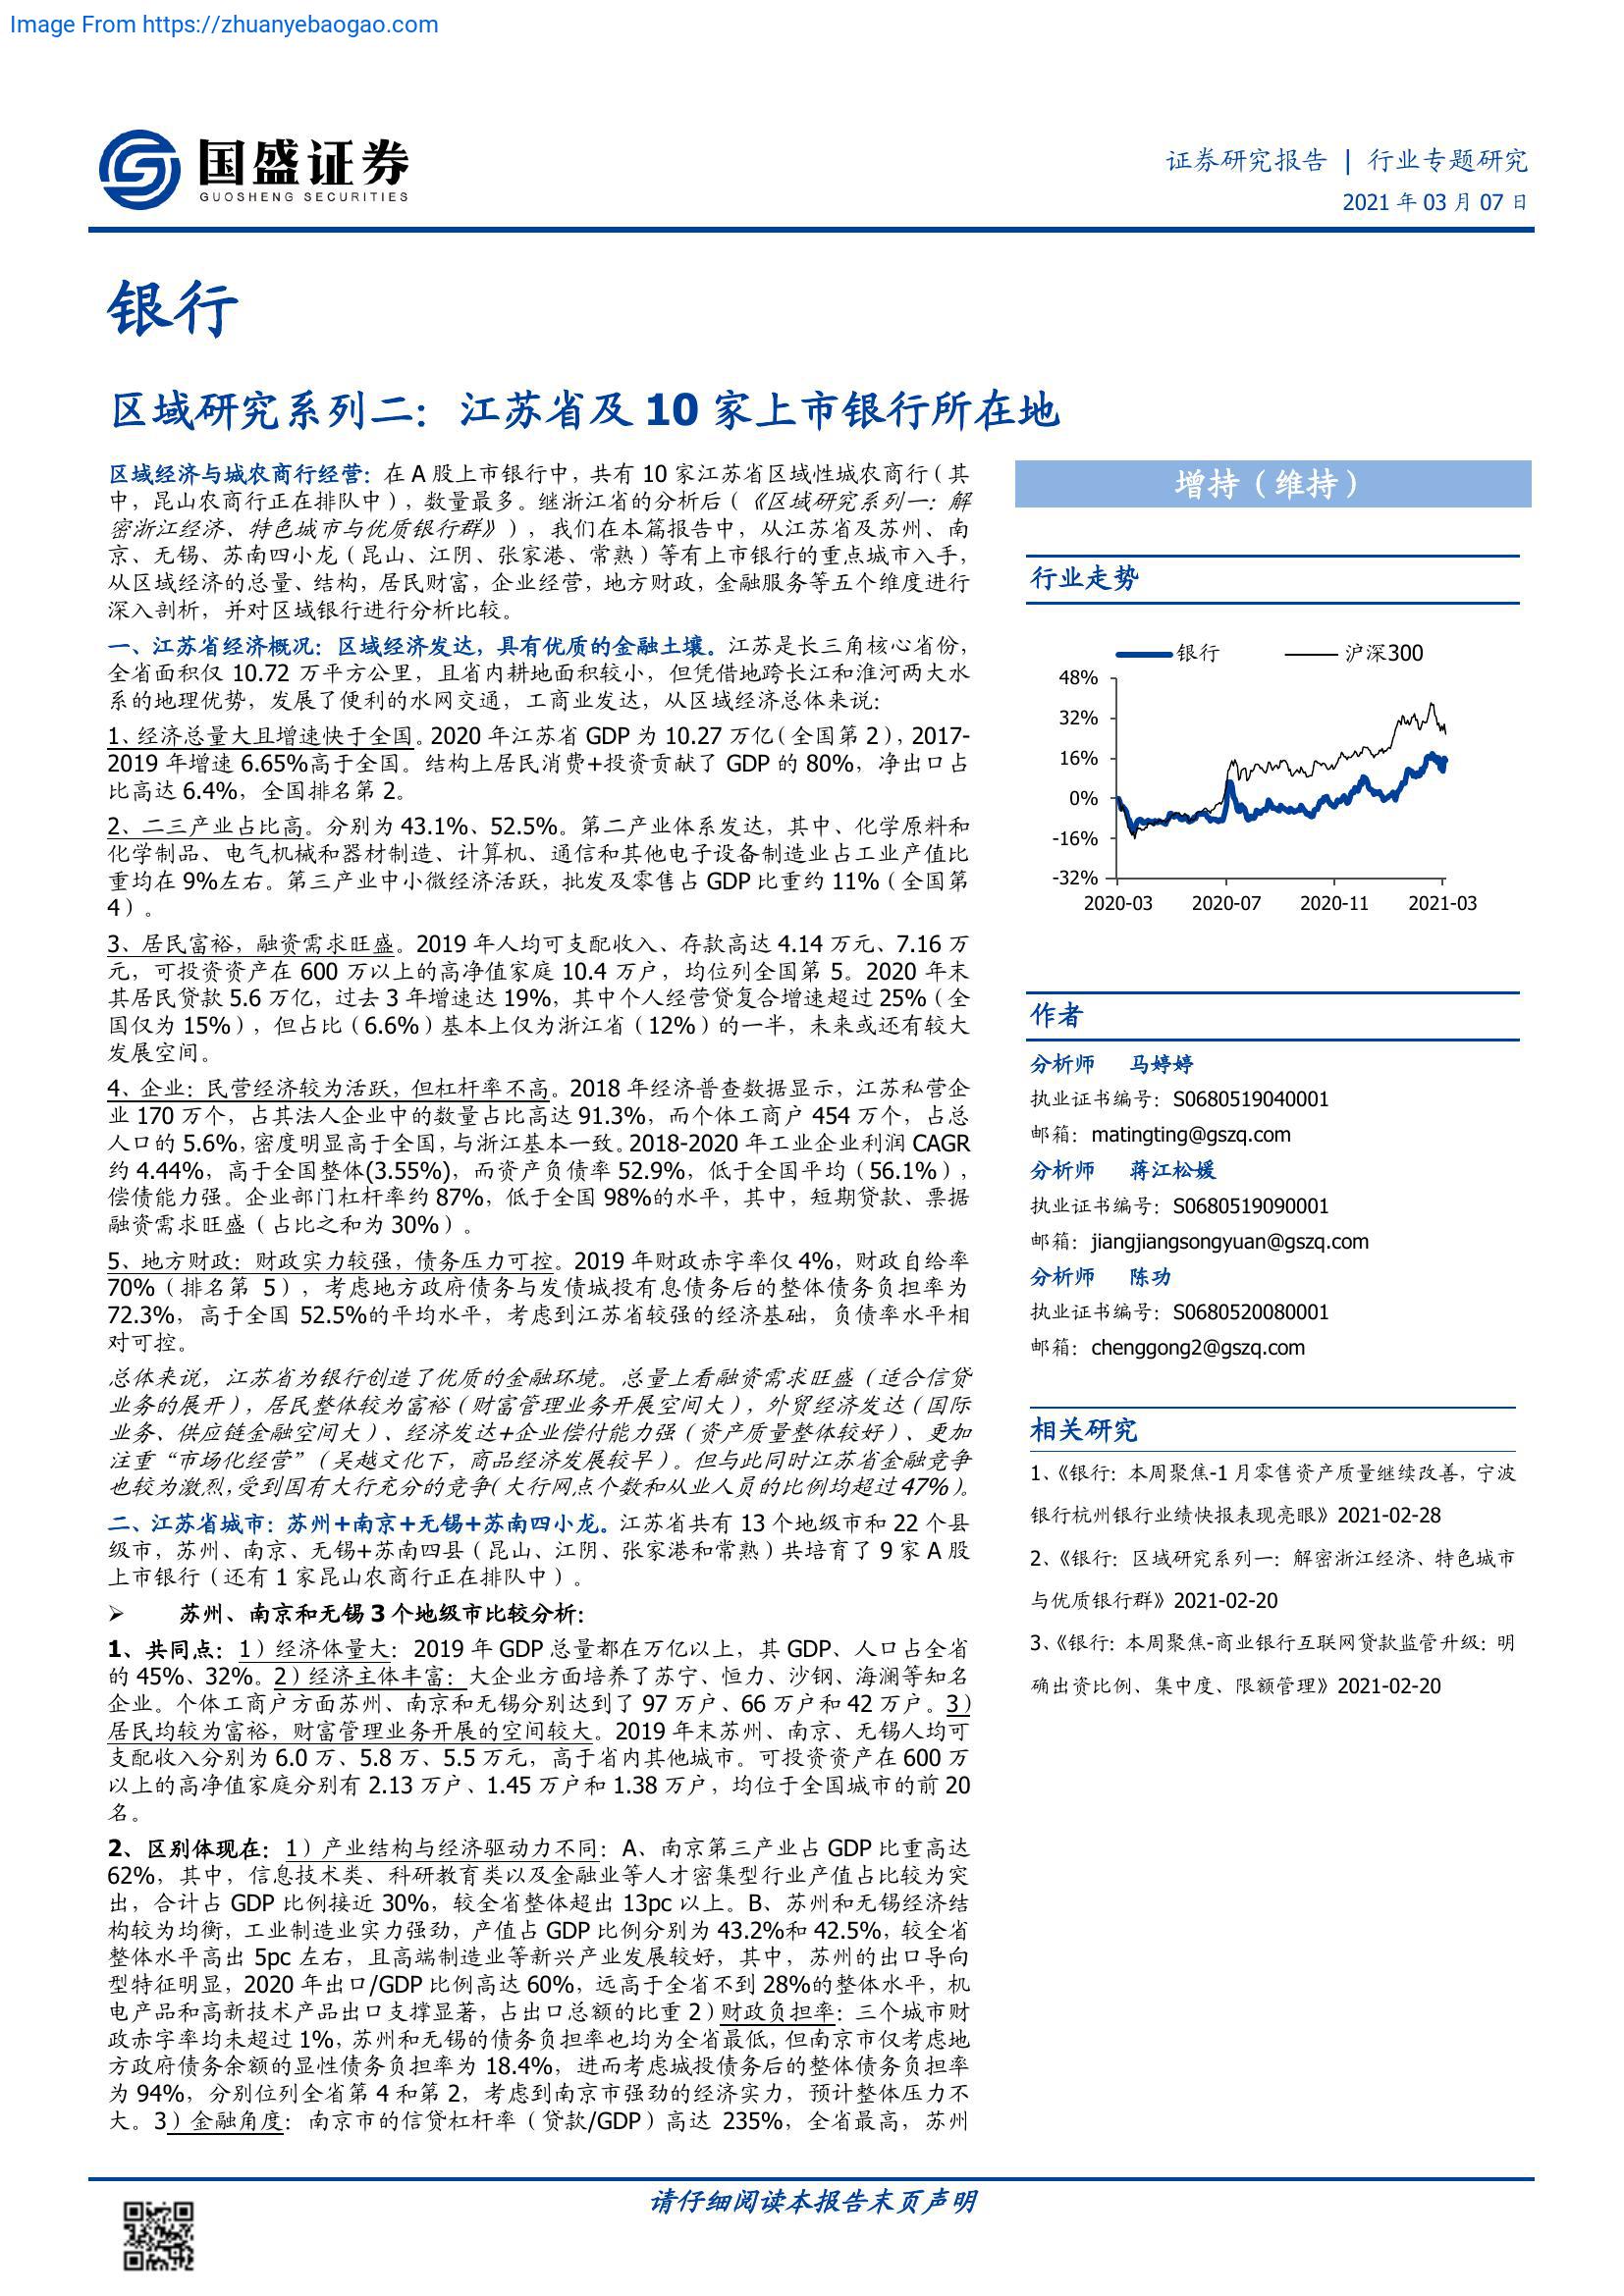 Image From https://zhuanyebaogao.com
国盛证券
GUOSHENG SECURITIES
证券研究报告 | 行业专题研究
2021 年 03 月 07 日
银行
区域研究系列二：江苏省及 10 家上市银行所在地
区域经济与城农商行经营：在 A 股上市银行中，共有 10 家江苏省区域性城农商行（其
中，昆山农商行正在排队中），数量最多。继浙江省的分析后（《区域研究系列一：解
密浙江经济、特色城市与优质银行群》），我们在本篇报告中，从江苏省及苏州、南
京、无锡、苏南四小龙（昆山、江阴、张家港、常熟）等有上市银行的重点城市入手，
从区域经济的总量、结构，居民财富，企业经营，地方财政，金融服务等五个维度进行
深入剖析，并对区域银行进行分析比较。
一、江苏省经济概况：区域经济发达，具有优质的金融土壤。江苏是长三角核心省份，
全省面积仅 10.72 万平方公里，且省内耕地面积较小，但凭借地跨长江和淮河两大水
系的地理优势，发展了便利的水网交通，工商业发达，从区域经济总体来说：
1、经济总量大且增速快于全国。2020 年江苏省 GDP 为 10.27 万亿（全国第 2），2017-
2019 年增速 6.65%高于全国。结构上居民消费+投资贡献了 GDP 的 80%，净出口占
比高达 6.4%，全国排名第 2。
2、二三产业占比高。分别为 43.1%、52.5%。第二产业体系发达，其中、化学原料和
化学制品、电气机械和器材制造、计算机、通信和其他电子设备制造业占工业产值比
重均在 9%左右。第三产业中小微经济活跃，批发及零售占 GDP 比重约 11%（全国第
4）。
3、居民富裕，融资需求旺盛。2019 年人均可支配收入、存款高达 4.14 万元、7.16 万
元，可投资资产在 600 万以上的高净值家庭 10.4 万户，均位列全国第 5。2020 年末
其居民贷款 5.6 万亿，过去 3 年增速达 19%，其中个人经营贷复合增速超过 25%（全
国仅为 15%），但占比（6.6%）基本上仅为浙江省（12%）的一半，未来或还有较大
发展空间。
4、企业：民营经济较为活跃，但杠杆率不高。2018 年经济普查数据显示，江苏私营企
业 170 万个，占其法人企业中的数量占比高达 91.3%，而个体工商户 454 万个，占总
人口的 5.6%，密度明显高于全国，与浙江基本一致。2018-2020 年工业企业利润 CAGR
约 4.44%，高于全国整体(3.55%)，而资产负债率 52.9%，低于全国平均（56.1%），
偿债能力强。企业部门杠杆率约 87%，低于全国 98%的水平，其中，短期贷款、票据
融资需求旺盛（占比之和为 30%）。
5、地方财政：财政实力较强，债务压力可控。2019 年财政赤字率仅 4%，财政自给率
70%（排名第 5），考虑地方政府债务与发债城投有息债务后的整体债务负担率为
72.3%，高于全国 52.5%的平均水平，考虑到江苏省较强的经济基础，负债率水平相
对可控。
总体来说，江苏省为银行创造了优质的金融环境。总量上看融资需求旺盛（适合信贷
业务的展开），居民整体较为富裕（财富管理业务开展空间大），外贸经济发达（国际
业务、供应链金融空间大）、经济发达+企业偿付能力强（资产质量整体较好）、更加
注重“市场化经营”（吴越文化下，商品经济发展较早）。但与此同时江苏省金融竞争
也较为激烈，受到国有大行充分的竞争（大行网点个数和从业人员的比例均超过 47%）。
二、江苏省城市：苏州+南京+无锡+苏南四小龙。江苏省共有 13 个地级市和 22 个县
级市，苏州、南京、无锡+苏南四县（昆山、江阴、张家港和常熟）共培育了 9 家 A 股
上市银行（还有 1 家昆山农商行正在排队中）。
➢ 苏州、南京和无锡 3 个地级市比较分析：
1、共同点：1）经济体量大：2019 年 GDP 总量都在万亿以上，其 GDP、人口占全省
的 45%、32%。2）经济主体丰富：大企业方面培养了苏宁、恒力、沙钢、海澜等知名
企业。个体工商户方面苏州、南京和无锡分别达到了 97 万户、66 万户和 42 万户。3）
居民均较为富裕，财富管理业务开展的空间较大。2019 年末苏州、南京、无锡人均可
支配收入分别为 6.0 万、5.8 万、5.5 万元，高于省内其他城市。可投资资产在 600 万
以上的高净值家庭分别有 2.13 万户、1.45 万户和 1.38 万户，均位于全国城市的前 20
名。
2、区别体现在：1）产业结构与经济驱动力不同：A、南京第三产业占 GDP 比重高达
62%，其中，信息技术类、科研教育类以及金融业等人才密集型行业产值占比较为突
出，合计占 GDP 比例接近 30%，较全省整体超出 13pc 以上。B、苏州和无锡经济结
构较为均衡，工业制造业实力强劲，产值占 GDP 比例分别为 43.2%和 42.5%，较全省
整体水平高出 5pc 左右，且高端制造业等新兴产业发展较好，其中，苏州的出口导向
型特征明显，2020 年出口/GDP 比例高达 60%，远高于全省不到 28%的整体水平，机
电产品和高新技术产品出口支撑显著，占出口总额的比重 2）财政负担率：三个城市财
政赤字率均未超过 1%，苏州和无锡的债务负担率也均为全省最低，但南京市仅考虑地
方政府债务余额的显性债务负担率为 18.4%，进而考虑城投债务后的整体债务负担率
为 94%，分别位列全省第 4 和第 2，考虑到南京市强劲的经济实力，预计整体压力不
大。3）金融角度：南京市的信贷杠杆率（贷款/GDP）高达 235%，全省最高，苏州
增持（维持）
行业走势
银行 沪深300
48%
32%
16%
0%
-16%
-32%
2020-03 2020-07 2020-11 2021-03
作者
分析师 马婷婷
执业证书编号：S0680519040001
邮箱：matingting@gszq.com
分析师 蒋江松媛
执业证书编号：S0680519090001
邮箱：jiangjiangsongyuan@gszq.com
分析师 陈功
执业证书编号：S0680520080001
邮箱：chenggong2@gszq.com
相关研究
1、《银行：本周聚焦-1 月零售资产质量继续改善，宁波
银行杭州银行业绩快报表现亮眼》2021-02-28
2、《银行：区域研究系列一：解密浙江经济、特色城市
与优质银行群》2021-02-20
3、《银行：本周聚焦-商业银行互联网贷款监管升级：明
确出资比例、集中度、限额管理》2021-02-20
请仔细阅读本报告末页声明